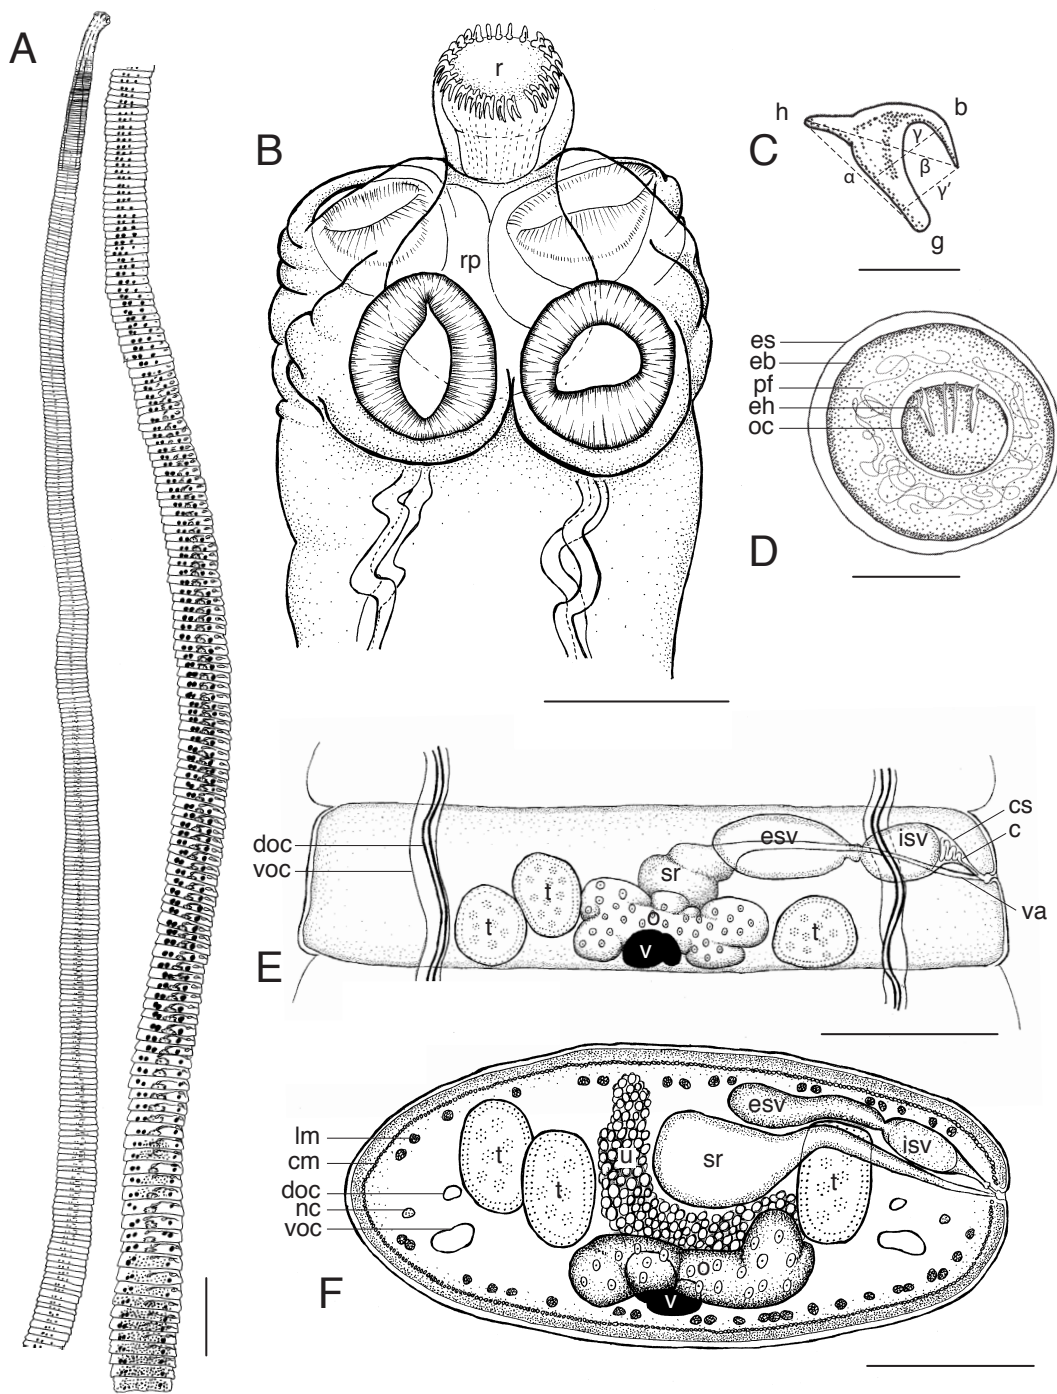 A
B
r
rp
C
h
b
γ
β
α
γ'
g
es
eb
pf
eh
oc
D
doc
voc
t
t
sr
o
v
esv
isv
t
cs
c
va
E
lm
cm
doc
nc
voc
t
t
u
sr
esv
isv
t
o
v
F